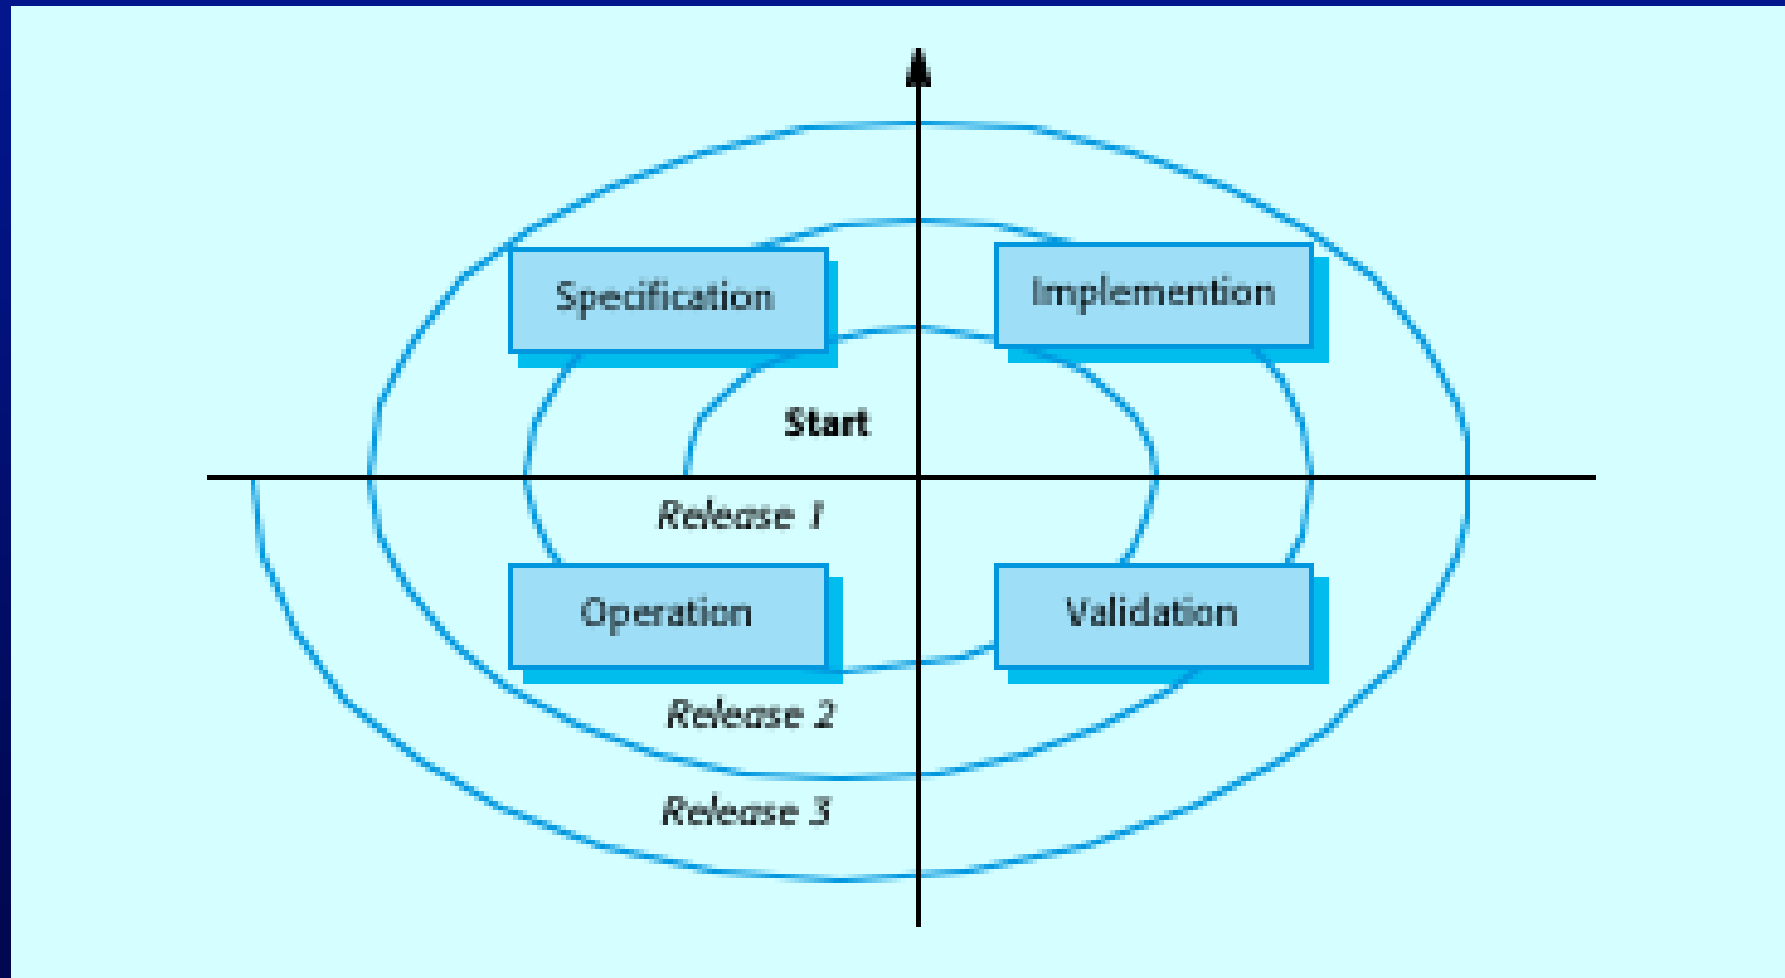 Specification
Implemention
Start
Release 1
Operation
Validation
Release 2
Release 3